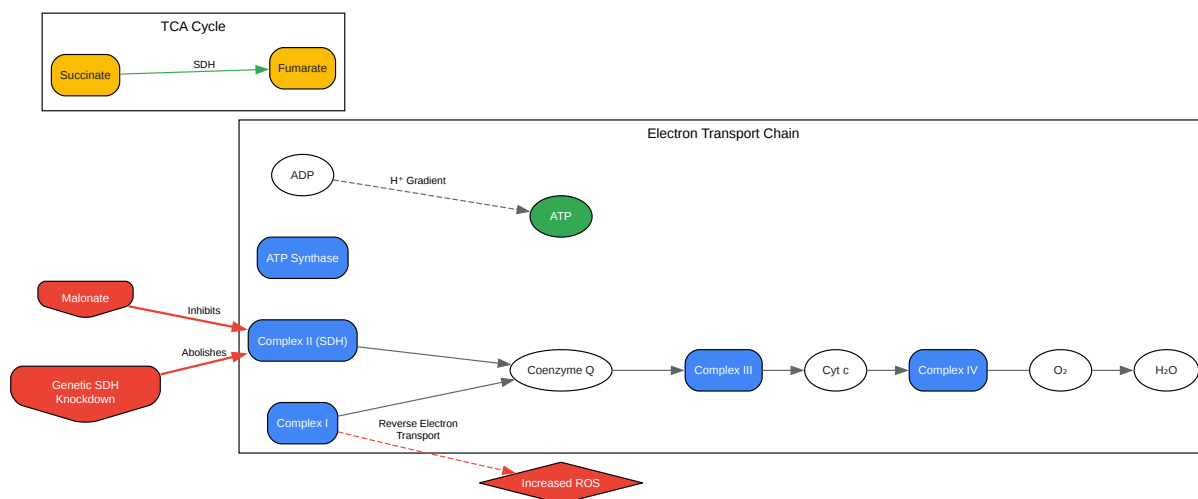 TCA Cycle
Succinate
SDH
Fumarate
Electron Transport Chain
ADP
H⁺ Gradient
ATP
ATP Synthase
Malonate
Inhibits
Complex II (SDH)
Abolishes
Genetic SDH
Knockdown
Coenzyme Q
Complex III
Cyt c
Complex IV
O₂
H₂O
Complex I
Reverse Electron
Transport
Increased ROS